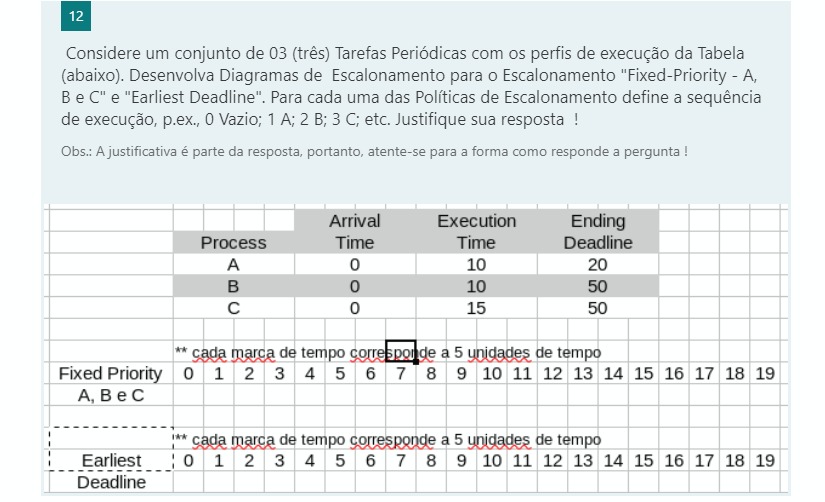 12
Considere um conjunto de 03 (três) Tarefas Periódicas com os perfis de execução da Tabela
(abaixo). Desenvolva Diagramas de Escalonamento para o Escalonamento "Fixed-Priority - A,
B e C" e "Earliest Deadline". Para cada uma das Políticas de Escalonamento define a sequência
de execução, p.ex., 0 Vazio; 1 A; 2 B; 3 C; etc. Justifique sua resposta !
Obs.: A justificativa é parte da resposta, portanto, atente-se para a forma como responde a pergunta !
Arrival Execution Ending
Process Time Time Deadline
A 0 10 20
B 0 10 50
C 0 15 50
** cada marca de tempo corresponde a 5 unidades de tempo
Fixed Priority 0 1 2 3 4 5 6 7 8 9 10 11 12 13 14 15 16 17 18 19
A, B e C
** cada marca de tempo corresponde a 5 unidades de tempo
Earliest 0 1 2 3 4 5 6 7 8 9 10 11 12 13 14 15 16 17 18 19
Deadline